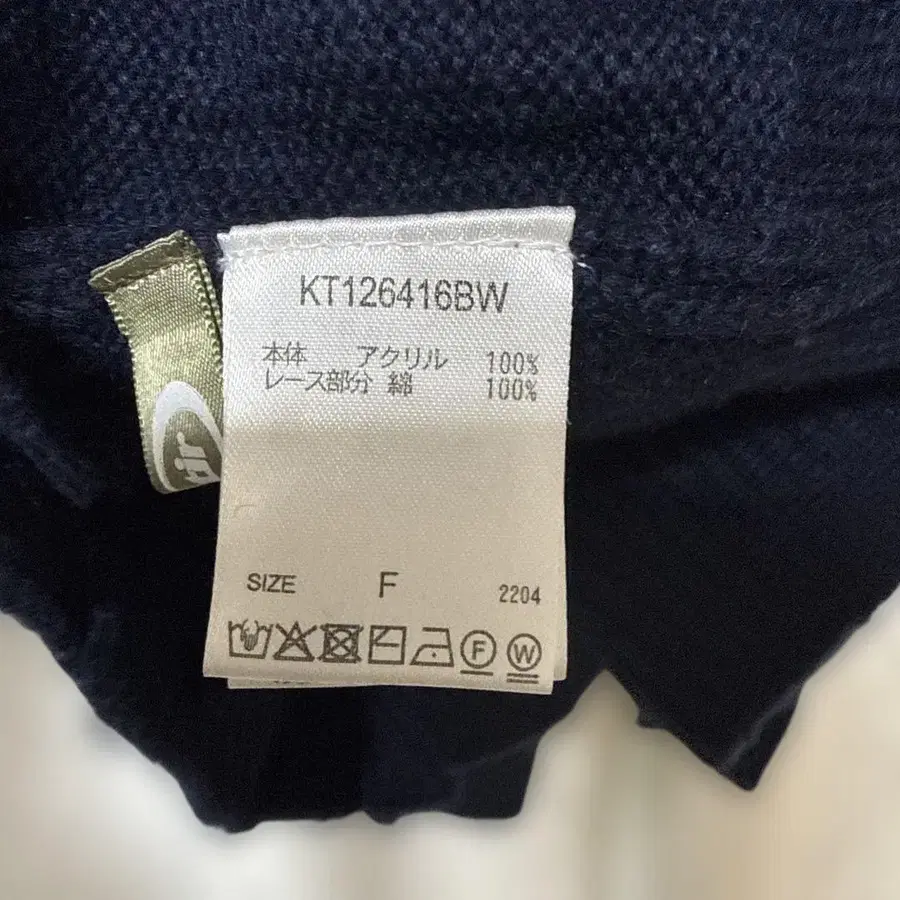 KT126416BW
本体 アクリル 100%
レース部分 綿 100%
SIZE F 2204
F W